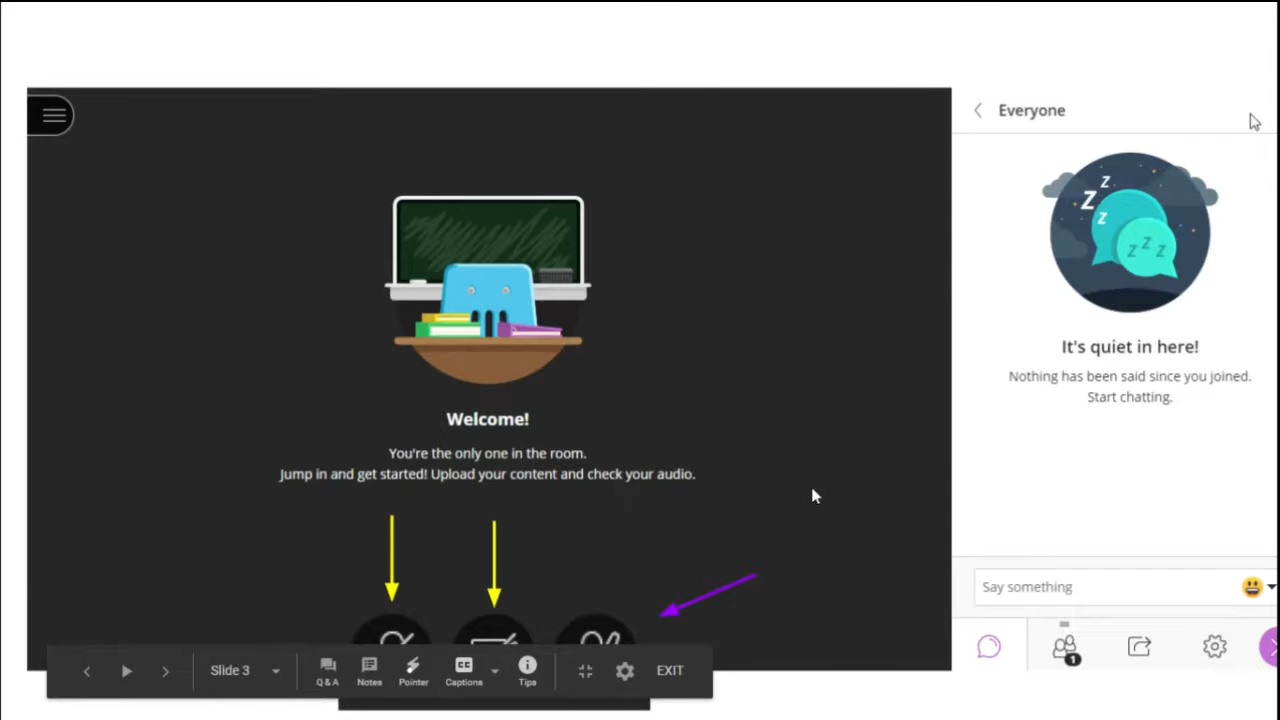 Everyone
Z
Z
Z
Z Z Z
It's quiet in here!
Nothing has been said since you joined.
Start chatting.
Welcome!
You're the only one in the room.
Jump in and get started! Upload your content and check your audio.
Say something
1
Slide 3
Q & A
Notes
Pointer
CC
Captions
Tips
EXIT